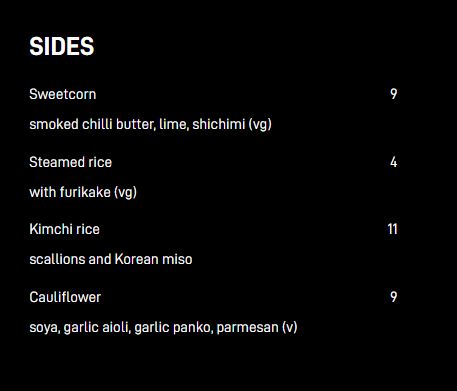 SIDES
Sweetcorn 9
smoked chilli butter, lime, shichimi (vg)
Steamed rice 4
with furikake (vg)
Kimchi rice 11
scallions and Korean miso
Cauliflower 9
soya, garlic aioli, garlic panko, parmesan (v)